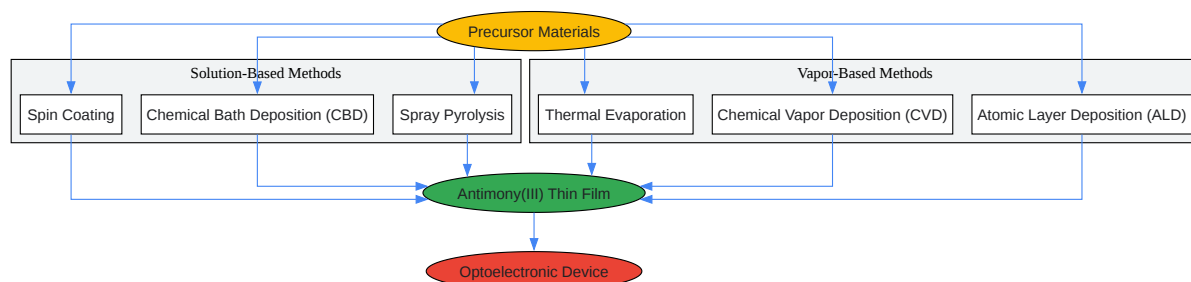 Precursor Materials
Solution-Based Methods
Vapor-Based Methods
Spin Coating
Chemical Bath Deposition (CBD)
Spray Pyrolysis
Thermal Evaporation
Chemical Vapor Deposition (CVD)
Atomic Layer Deposition (ALD)
Antimony(III) Thin Film
Optoelectronic Device